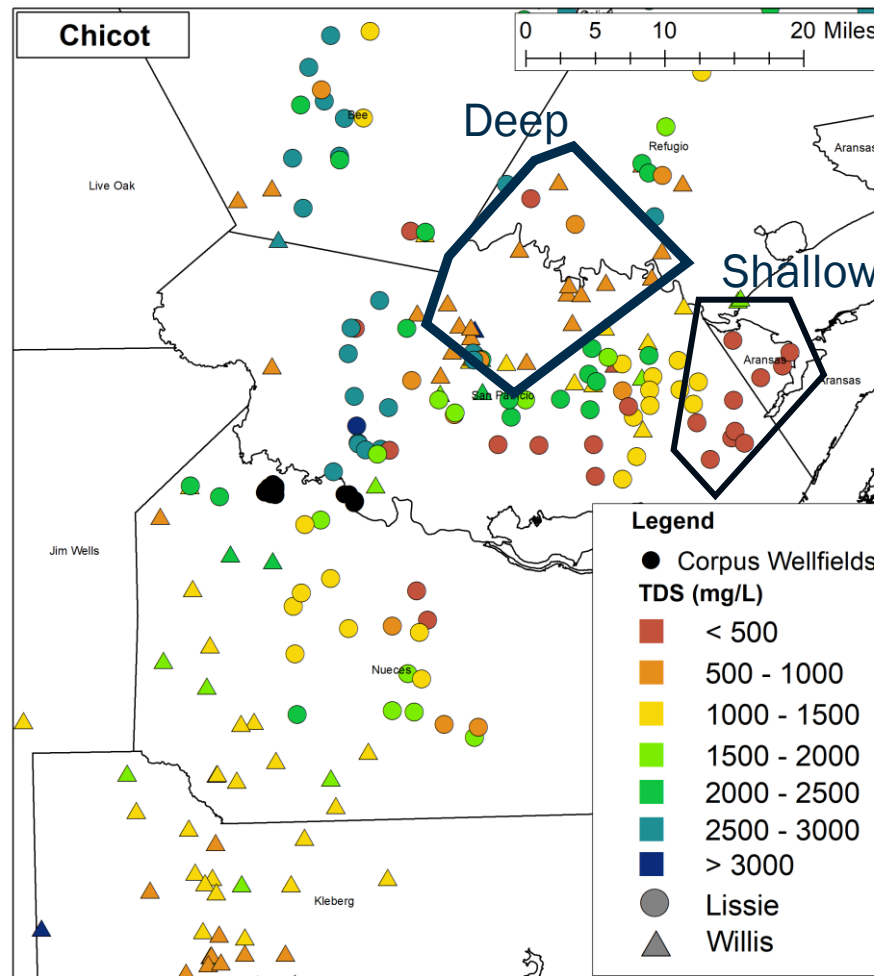 Chicot
0 5 10 20 Miles
Bee
Deep
Refugio
Aransas
Live Oak
Shallow
Aransas
Aransas
San Patricio
Legend
Corpus Wellfields
TDS (mg/L)
< 500
500 - 1000
1000 - 1500
1500 - 2000
2000 - 2500
2500 - 3000
> 3000
Lissie
Willis
Jim Wells
Nueces
Kleberg